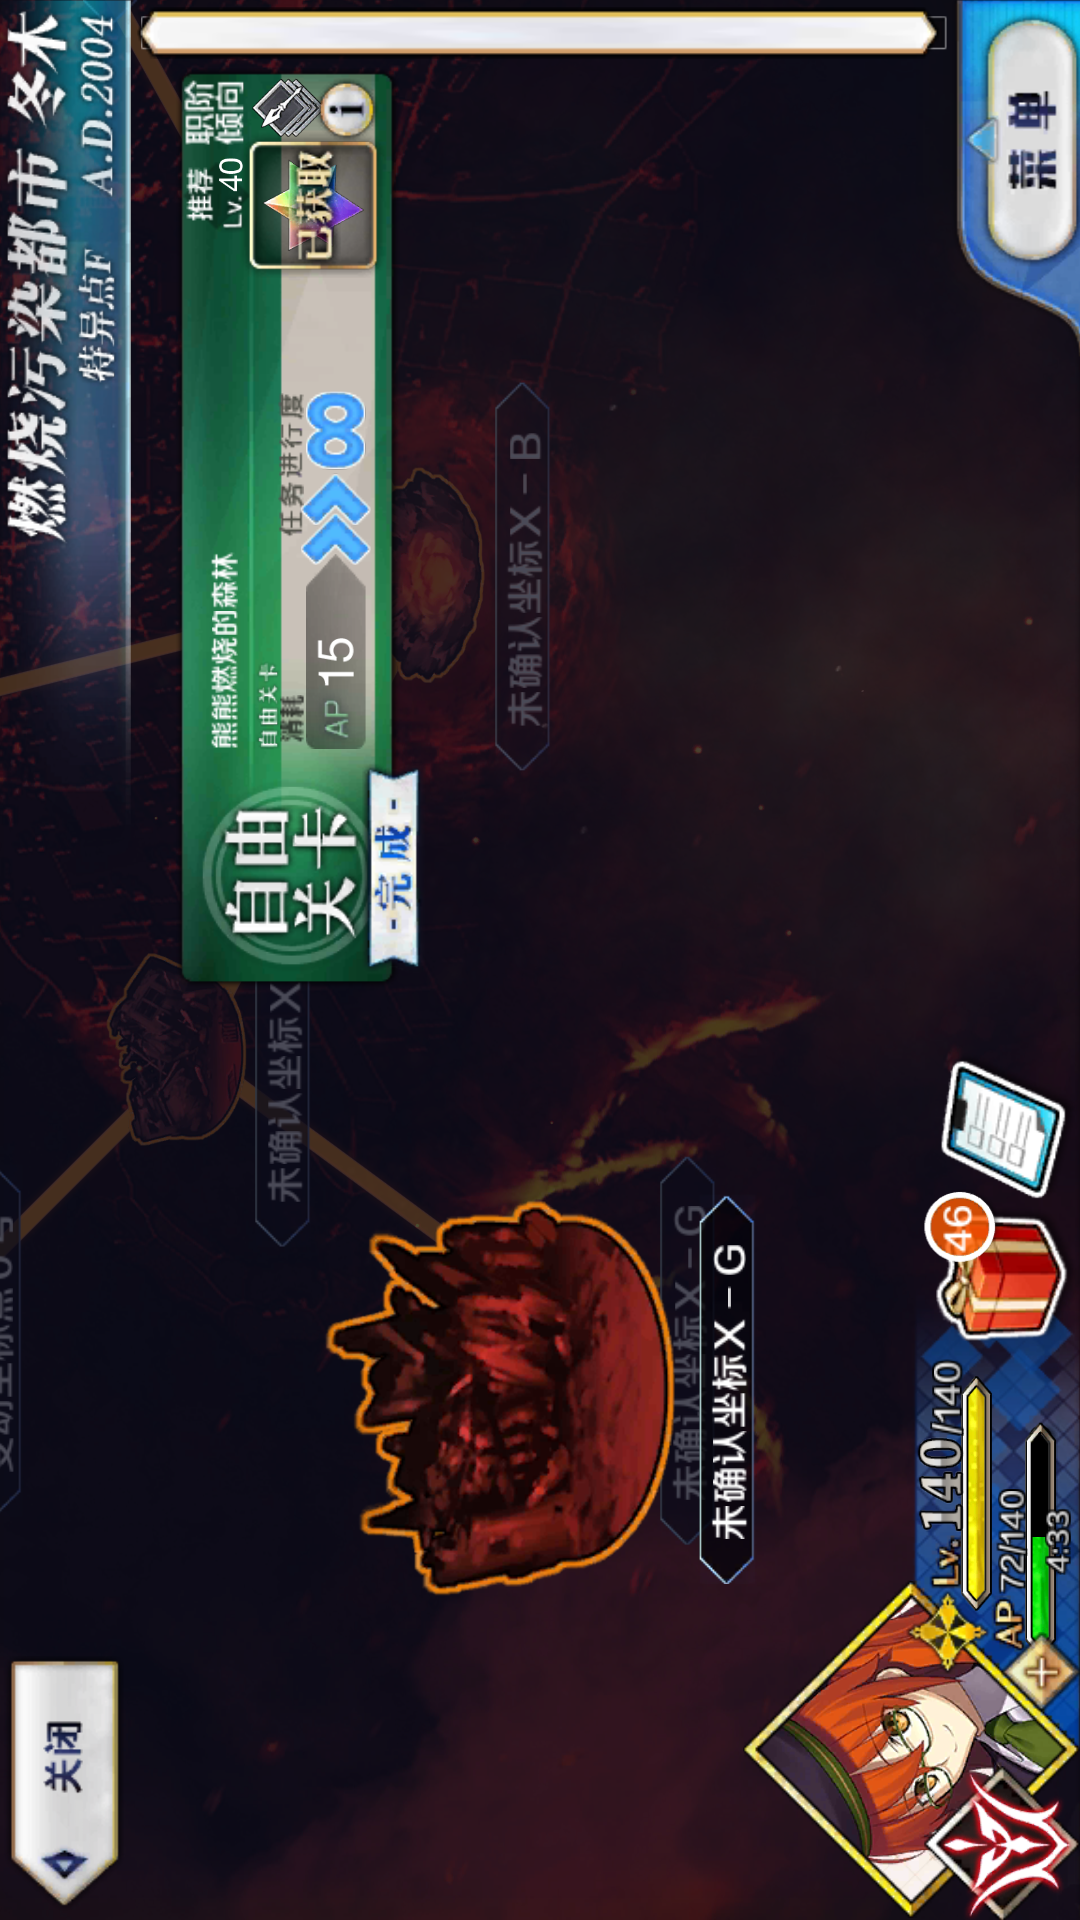 关闭
燃烧污染都市 冬木
特异点F A.D.2004
自由
关卡
-完成-
熊熊燃烧的森林
自由关卡
消耗
AP 15
任务进行度
推荐
Lv.40
职阶
倾向
已获取
未确认坐标X
未确认坐标X-B
未确认坐标X-G
未确认坐标X-G
Lv.140/140
AP 72/140
4:33
46
菜单